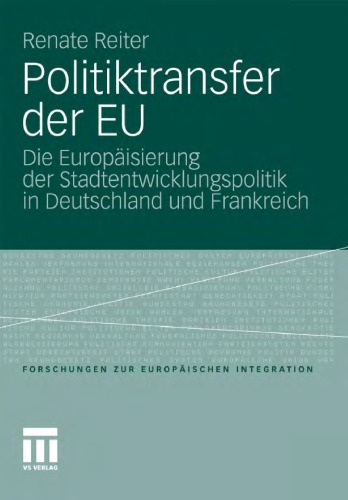 Renate Reiter
Politiktransfer
der EU
Die Europäisierung
der Stadtentwicklungspolitik
in Deutschland und Frankreich
FORSCHUNGEN ZUR EUROPÄISCHEN INTEGRATION
VS VERLAG